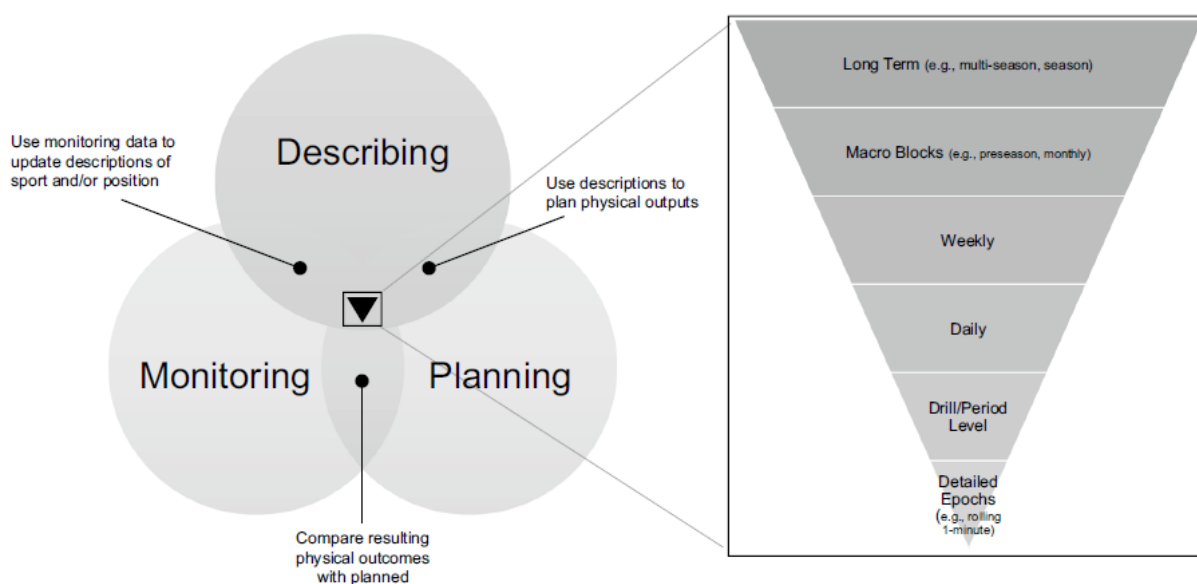 Describing
Use monitoring data to
update descriptions of
sport and/or position
Use descriptions to
plan physical outputs
Monitoring
Planning
Compare resulting
physical outcomes
with planned
Long Term (e.g., multi-season, season)
Macro Blocks (e.g., preseason, monthly)
Weekly
Daily
Drill/Period
Level
Detailed
Epochs
(e.g., rolling
1-minute)